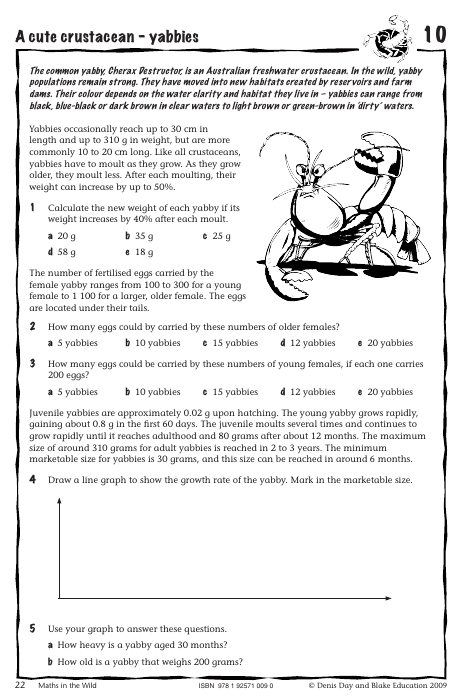 A cute crustacean – yabbies
10
The common yabby, Cherax Destructor, is an Australian freshwater crustacean. In the wild, yabby
populations remain strong. They have moved into new habitats created by reservoirs and farm
dams. Their colour depends on the water clarity and habitat they live in – yabbies can range from
black, blue-black or dark brown in clear waters to light brown or green-brown in 'dirty' waters.
Yabbies occasionally reach up to 30 cm in
length and up to 310 g in weight, but are more
commonly 10 to 20 cm long. Like all crustaceans,
yabbies have to moult as they grow. As they grow
older, they moult less. After each moulting, their
weight can increase by up to 50%.
1 Calculate the new weight of each yabby if its
weight increases by 40% after each moult.
a 20 g b 35 g c 25 g
d 58 g e 18 g
The number of fertilised eggs carried by the
female yabby ranges from 100 to 300 for a young
female to 1 100 for a larger, older female. The eggs
are located under their tails.
2 How many eggs could by carried by these numbers of older females?
a 5 yabbies b 10 yabbies c 15 yabbies d 12 yabbies e 20 yabbies
3 How many eggs could be carried by these numbers of young females, if each one carries
200 eggs?
a 5 yabbies b 10 yabbies c 15 yabbies d 12 yabbies e 20 yabbies
Juvenile yabbies are approximately 0.02 g upon hatching. The young yabby grows rapidly,
gaining about 0.8 g in the first 60 days. The juvenile moults several times and continues to
grow rapidly until it reaches adulthood and 80 grams after about 12 months. The maximum
size of around 310 grams for adult yabbies is reached in 2 to 3 years. The minimum
marketable size for yabbies is 30 grams, and this size can be reached in around 6 months.
4 Draw a line graph to show the growth rate of the yabby. Mark in the marketable size.
5 Use your graph to answer these questions.
a How heavy is a yabby aged 30 months?
b How old is a yabby that weighs 200 grams?
22 Maths in the Wild ISBN 978 1 92571 009 0 © Denis Day and Blake Education 2009